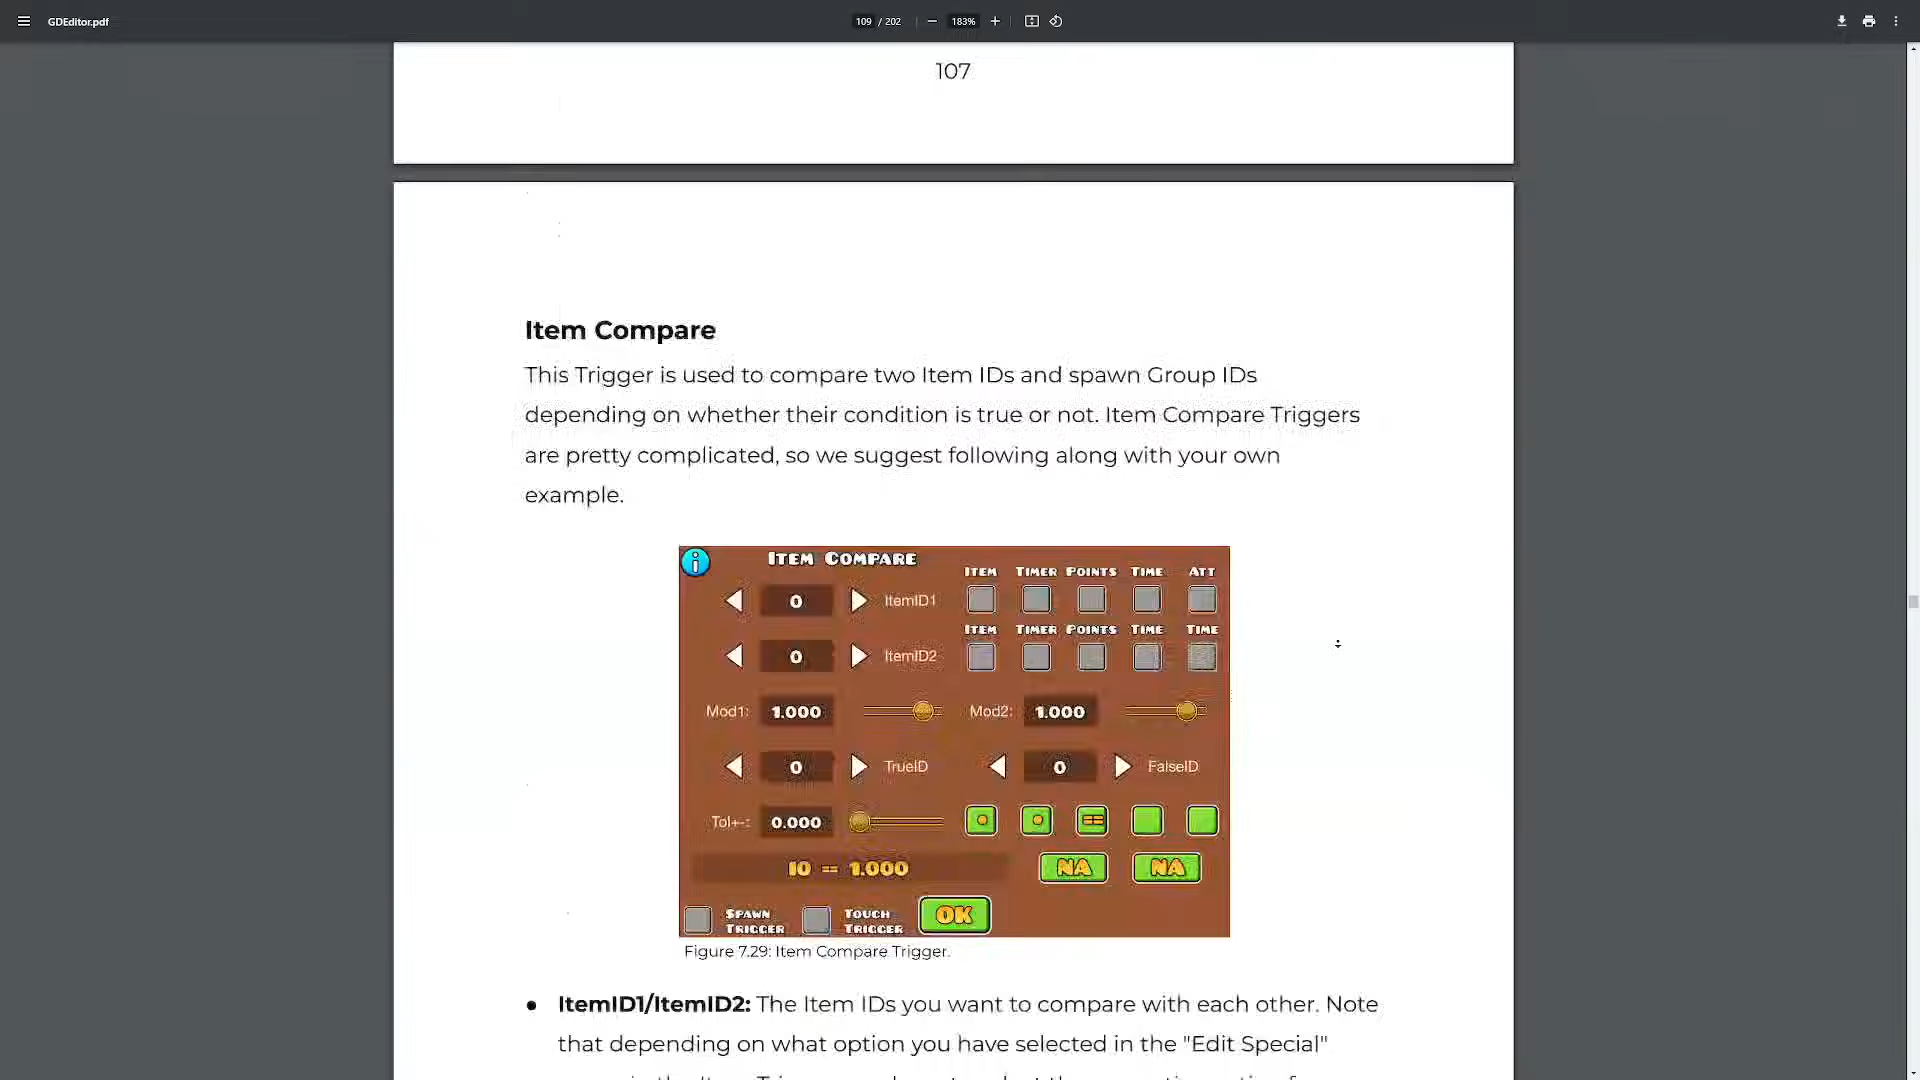 GDEditor.pdf
109 / 202
183%
107
Item Compare
This Trigger is used to compare two Item IDs and spawn Group IDs
depending on whether their condition is true or not. Item Compare Triggers
are pretty complicated, so we suggest following along with your own
example.
ITEM COMPARE
ITEM TIMER POINTS TIME ATT
0 ItemID1
ITEM TIMER POINTS TIME TIME
0 ItemID2
Mod1: 1.000 Mod2: 1.000
0 TrueID 0 FalseID
Tol+-: 0.000 ==
I0 == 1.000 NA NA
SPAWN TRIGGER TOUCH TRIGGER OK
Figure 7.29: Item Compare Trigger.
● ItemID1/ItemID2: The Item IDs you want to compare with each other. Note
that depending on what option you have selected in the "Edit Special"